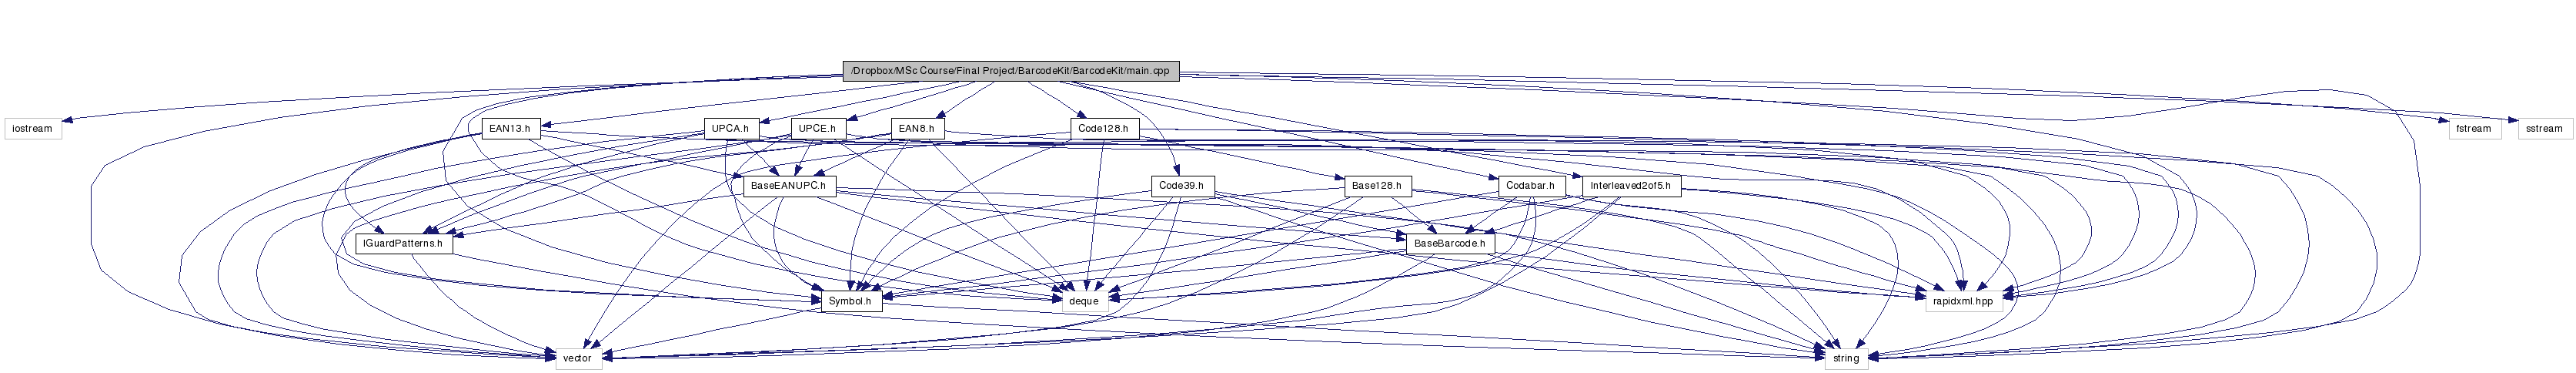 /Dropbox/MSc Course/Final Project/BarcodeKit/BarcodeKit/main.cpp
iostream
EAN13.h
UPCA.h
UPCE.h
EAN8.h
Code128.h
fstream
sstream
BaseEANUPC.h
Code39.h
Base128.h
Codabar.h
Interleaved2of5.h
IGuardPatterns.h
BaseBarcode.h
Symbol.h
deque
rapidxml.hpp
vector
string